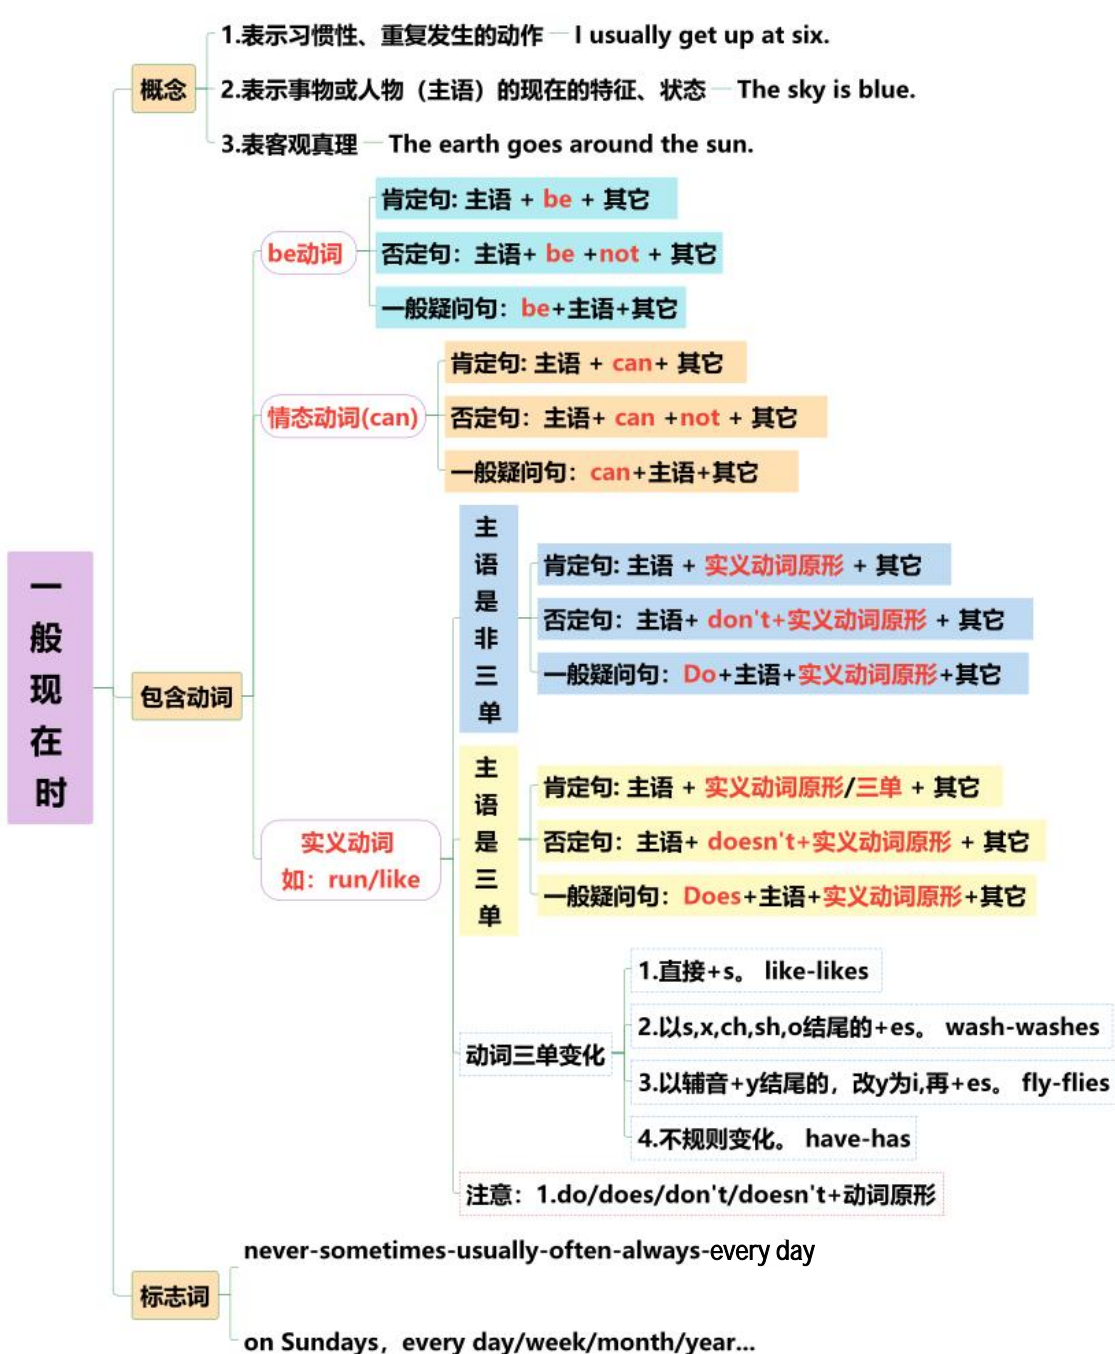 一般现在时
概念
1.表示习惯性、重复发生的动作 I usually get up at six.
2.表示事物或人物（主语）的现在的特征、状态 The sky is blue.
3.表客观真理 The earth goes around the sun.
包含动词
be动词
肯定句: 主语 + be + 其它
否定句：主语+ be +not + 其它
一般疑问句：be+主语+其它
情态动词(can)
肯定句: 主语 + can+ 其它
否定句：主语+ can +not + 其它
一般疑问句：can+主语+其它
实义动词
如：run/like
主语是非三单
肯定句: 主语 + 实义动词原形 + 其它
否定句：主语+ don't+实义动词原形 + 其它
一般疑问句：Do+主语+实义动词原形+其它
主语是三单
肯定句: 主语 + 实义动词原形/三单 + 其它
否定句：主语+ doesn't+实义动词原形 + 其它
一般疑问句：Does+主语+实义动词原形+其它
动词三单变化
1.直接+s。 like-likes
2.以s,x,ch,sh,o结尾的+es。 wash-washes
3.以辅音+y结尾的，改y为i,再+es。 fly-flies
4.不规则变化。 have-has
注意：1.do/does/don't/doesn't+动词原形
标志词
never-sometimes-usually-often-always-every day
on Sundays，every day/week/month/year...